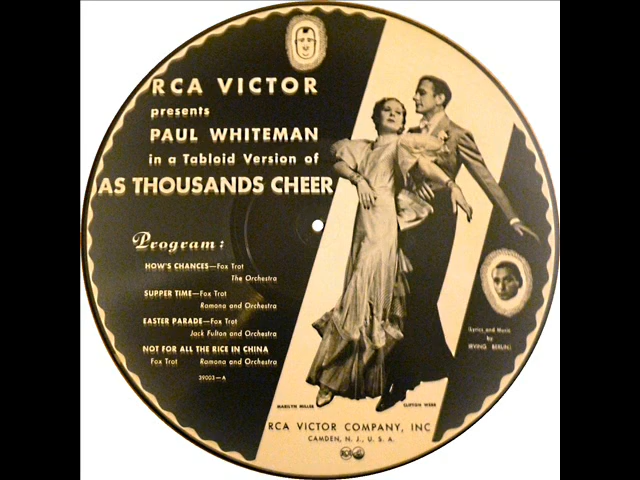 RCA VICTOR
presents
PAUL WHITEMAN
in a Tabloid Version of
AS THOUSANDS CHEER
Program:
HOW'S CHANCES—Fox Trot
The Orchestra
SUPPER TIME—Fox Trot
Ramona and Orchestra
EASTER PARADE—Fox Trot
Jack Fulton and Orchestra
NOT FOR ALL THE RICE IN CHINA
Fox Trot Ramona and Orchestra
39003—A
Lyrics and Music
by
IRVING BERLIN
MARILYN MILLER
CLIFTON WEBB
RCA VICTOR COMPANY, INC
CAMDEN, N. J., U. S. A.